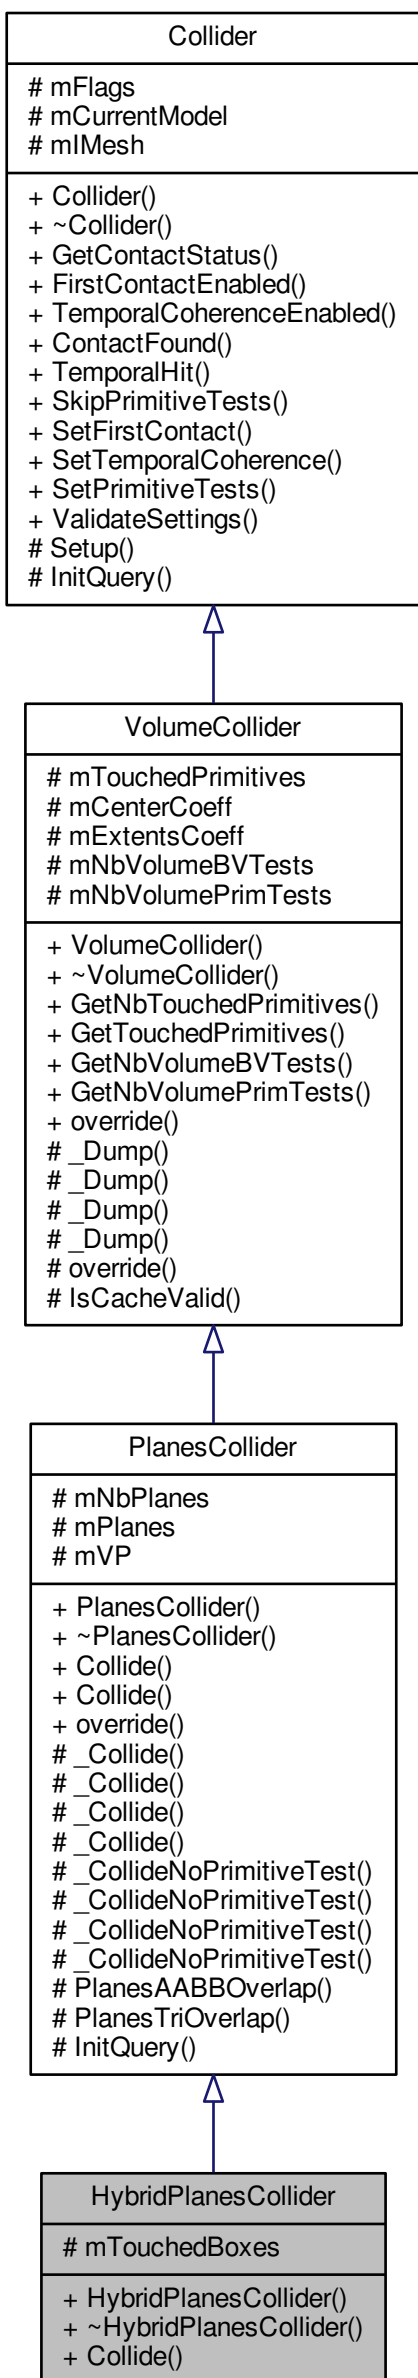 Collider
# mFlags
# mCurrentModel
# mIMesh
+ Collider()
+ ~Collider()
+ GetContactStatus()
+ FirstContactEnabled()
+ TemporalCoherenceEnabled()
+ ContactFound()
+ TemporalHit()
+ SkipPrimitiveTests()
+ SetFirstContact()
+ SetTemporalCoherence()
+ SetPrimitiveTests()
+ ValidateSettings()
# Setup()
# InitQuery()
VolumeCollider
# mTouchedPrimitives
# mCenterCoeff
# mExtentsCoeff
# mNbVolumeBVTests
# mNbVolumePrimTests
+ VolumeCollider()
+ ~VolumeCollider()
+ GetNbTouchedPrimitives()
+ GetTouchedPrimitives()
+ GetNbVolumeBVTests()
+ GetNbVolumePrimTests()
+ override()
# _Dump()
# _Dump()
# _Dump()
# _Dump()
# override()
# IsCacheValid()
PlanesCollider
# mNbPlanes
# mPlanes
# mVP
+ PlanesCollider()
+ ~PlanesCollider()
+ Collide()
+ Collide()
+ override()
# _Collide()
# _Collide()
# _Collide()
# _Collide()
# _CollideNoPrimitiveTest()
# _CollideNoPrimitiveTest()
# _CollideNoPrimitiveTest()
# _CollideNoPrimitiveTest()
# PlanesAABBOverlap()
# PlanesTriOverlap()
# InitQuery()
HybridPlanesCollider
# mTouchedBoxes
+ HybridPlanesCollider()
+ ~HybridPlanesCollider()
+ Collide()